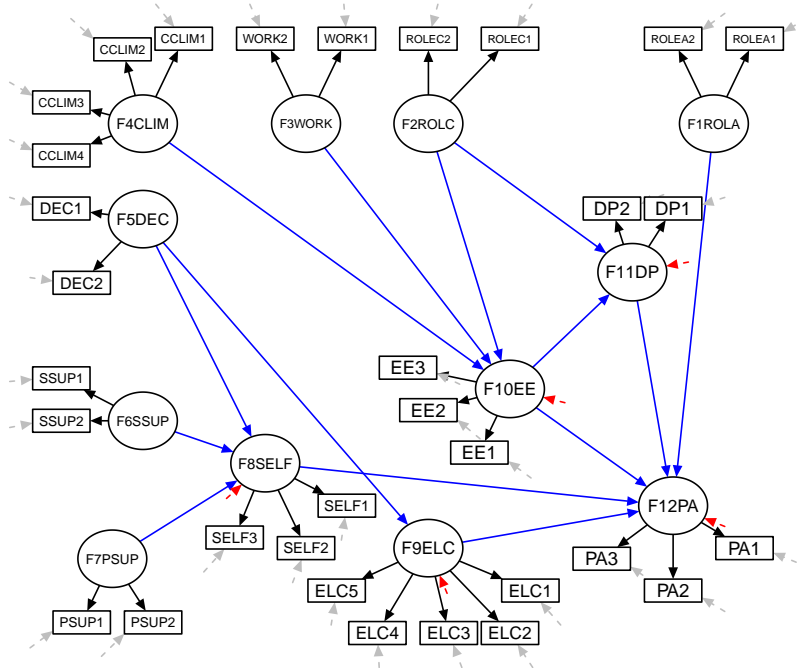 CCLIM1
WORK2
WORK1
ROLEC2
ROLEC1
ROLEA2
ROLEA1
CCLIM2
CCLIM3
F4CLIM
F3WORK
F2ROLC
F1ROLA
CCLIM4
DEC1
F5DEC
DP2
DP1
DEC2
F11DP
EE3
SSUP1
F10EE
EE2
SSUP2
F6SSUP
EE1
F8SELF
SELF1
F12PA
SELF3
SELF2
F9ELC
PA1
F7PSUP
PA3
ELC5
ELC1
PA2
PSUP1
PSUP2
ELC4
ELC3
ELC2